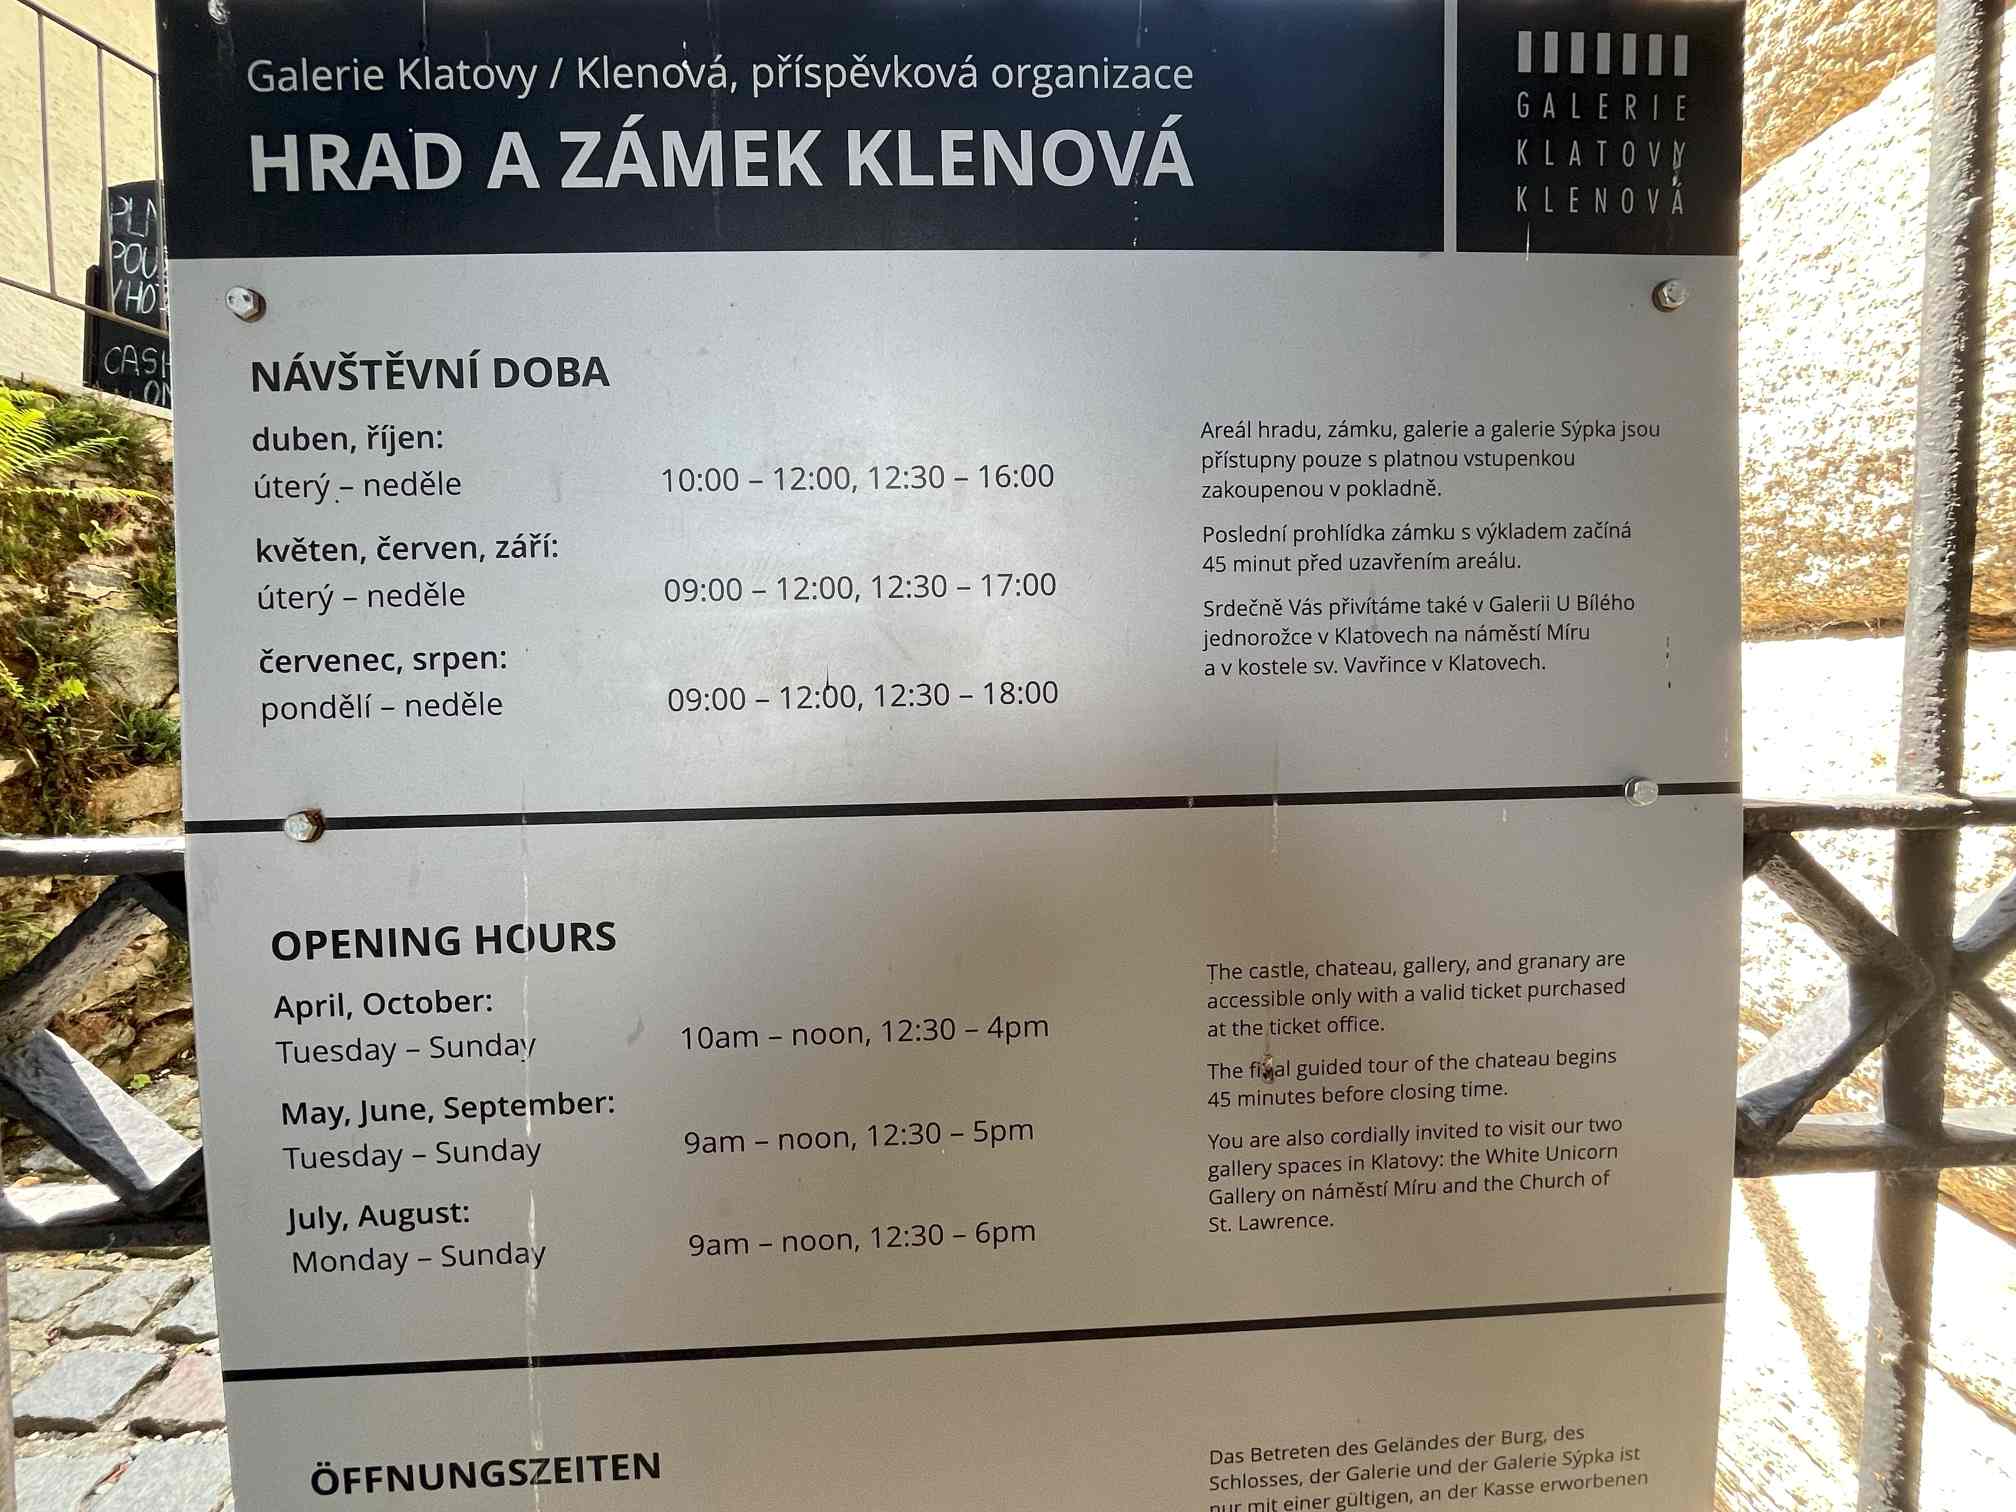 Galerie Klatovy / Klenová, příspěvková organizace
HRAD A ZÁMEK KLENOVÁ
GALERIE
KLATOVY
KLENOVÁ
NÁVŠTĚVNÍ DOBA
duben, říjen:
úterý – neděle 10:00 – 12:00, 12:30 – 16:00
květen, červen, září:
úterý – neděle 09:00 – 12:00, 12:30 – 17:00
červenec, srpen:
pondělí – neděle 09:00 – 12:00, 12:30 – 18:00
Areál hradu, zámku, galerie a galerie Sýpka jsou
přístupny pouze s platnou vstupenkou
zakoupenou v pokladně.
Poslední prohlídka zámku s výkladem začíná
45 minut před uzavřením areálu.
Srdečně Vás přivítáme také v Galerii U Bílého
jednorožce v Klatovech na náměstí Míru
a v kostele sv. Vavřince v Klatovech.
OPENING HOURS
April, October:
Tuesday – Sunday 10am – noon, 12:30 – 4pm
May, June, September:
Tuesday – Sunday 9am – noon, 12:30 – 5pm
July, August:
Monday – Sunday 9am – noon, 12:30 – 6pm
The castle, chateau, gallery, and granary are
accessible only with a valid ticket purchased
at the ticket office.
The final guided tour of the chateau begins
45 minutes before closing time.
You are also cordially invited to visit our two
gallery spaces in Klatovy: the White Unicorn
Gallery on náměstí Míru and the Church of
St. Lawrence.
ÖFFNUNGSZEITEN
Das Betreten des Geländes der Burg, des
Schlosses, der Galerie und der Galerie Sýpka ist
nur mit einer gültigen, an der Kasse erworbenen
CASH